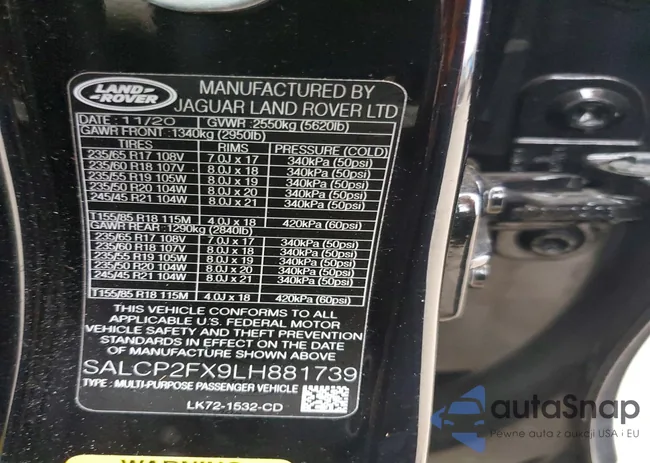 LAND ROVER
MANUFACTURED BY
JAGUAR LAND ROVER LTD
DATE : 11/20 GVWR :2550kg (5620lb)
GAWR FRONT : 1340kg (2950lb)
TIRES RIMS PRESSURE (COLD)
235/65 R17 108V 7.0J x 17 340kPa (50psi)
235/60 R18 107V 8.0J x 18 340kPa (50psi)
235/55 R19 105W 8.0J x 19 340kPa (50psi)
235/50 R20 104W 8.0J x 20 340kPa (50psi)
245/45 R21 104W 8.0J x 21 340kPa (50psi)
T155/85 R18 115M 4.0J x 18 420kPa (60psi)
GAWR REAR : 1290kg (2840lb)
235/65 R17 108V 7.0J x 17 340kPa (50psi)
235/60 R18 107V 8.0J x 18 340kPa (50psi)
235/55 R19 105W 8.0J x 19 340kPa (50psi)
235/50 R20 104W 8.0J x 20 340kPa (50psi)
245/45 R21 104W 8.0J x 21 340kPa (50psi)
T155/85 R18 115M 4.0J x 18 420kPa (60psi)
THIS VEHICLE CONFORMS TO ALL
APPLICABLE U.S. FEDERAL MOTOR
VEHICLE SAFETY AND THEFT PREVENTION
STANDARDS IN EFFECT ON THE DATE
OF MANUFACTURE SHOWN ABOVE
SALCP2FX9LH881739
TYPE : MULTI-PURPOSE PASSENGER VEHICLE
LK72-1532-CD
WARNING
autaSnap
Pewne auta z aukcji USA i EU